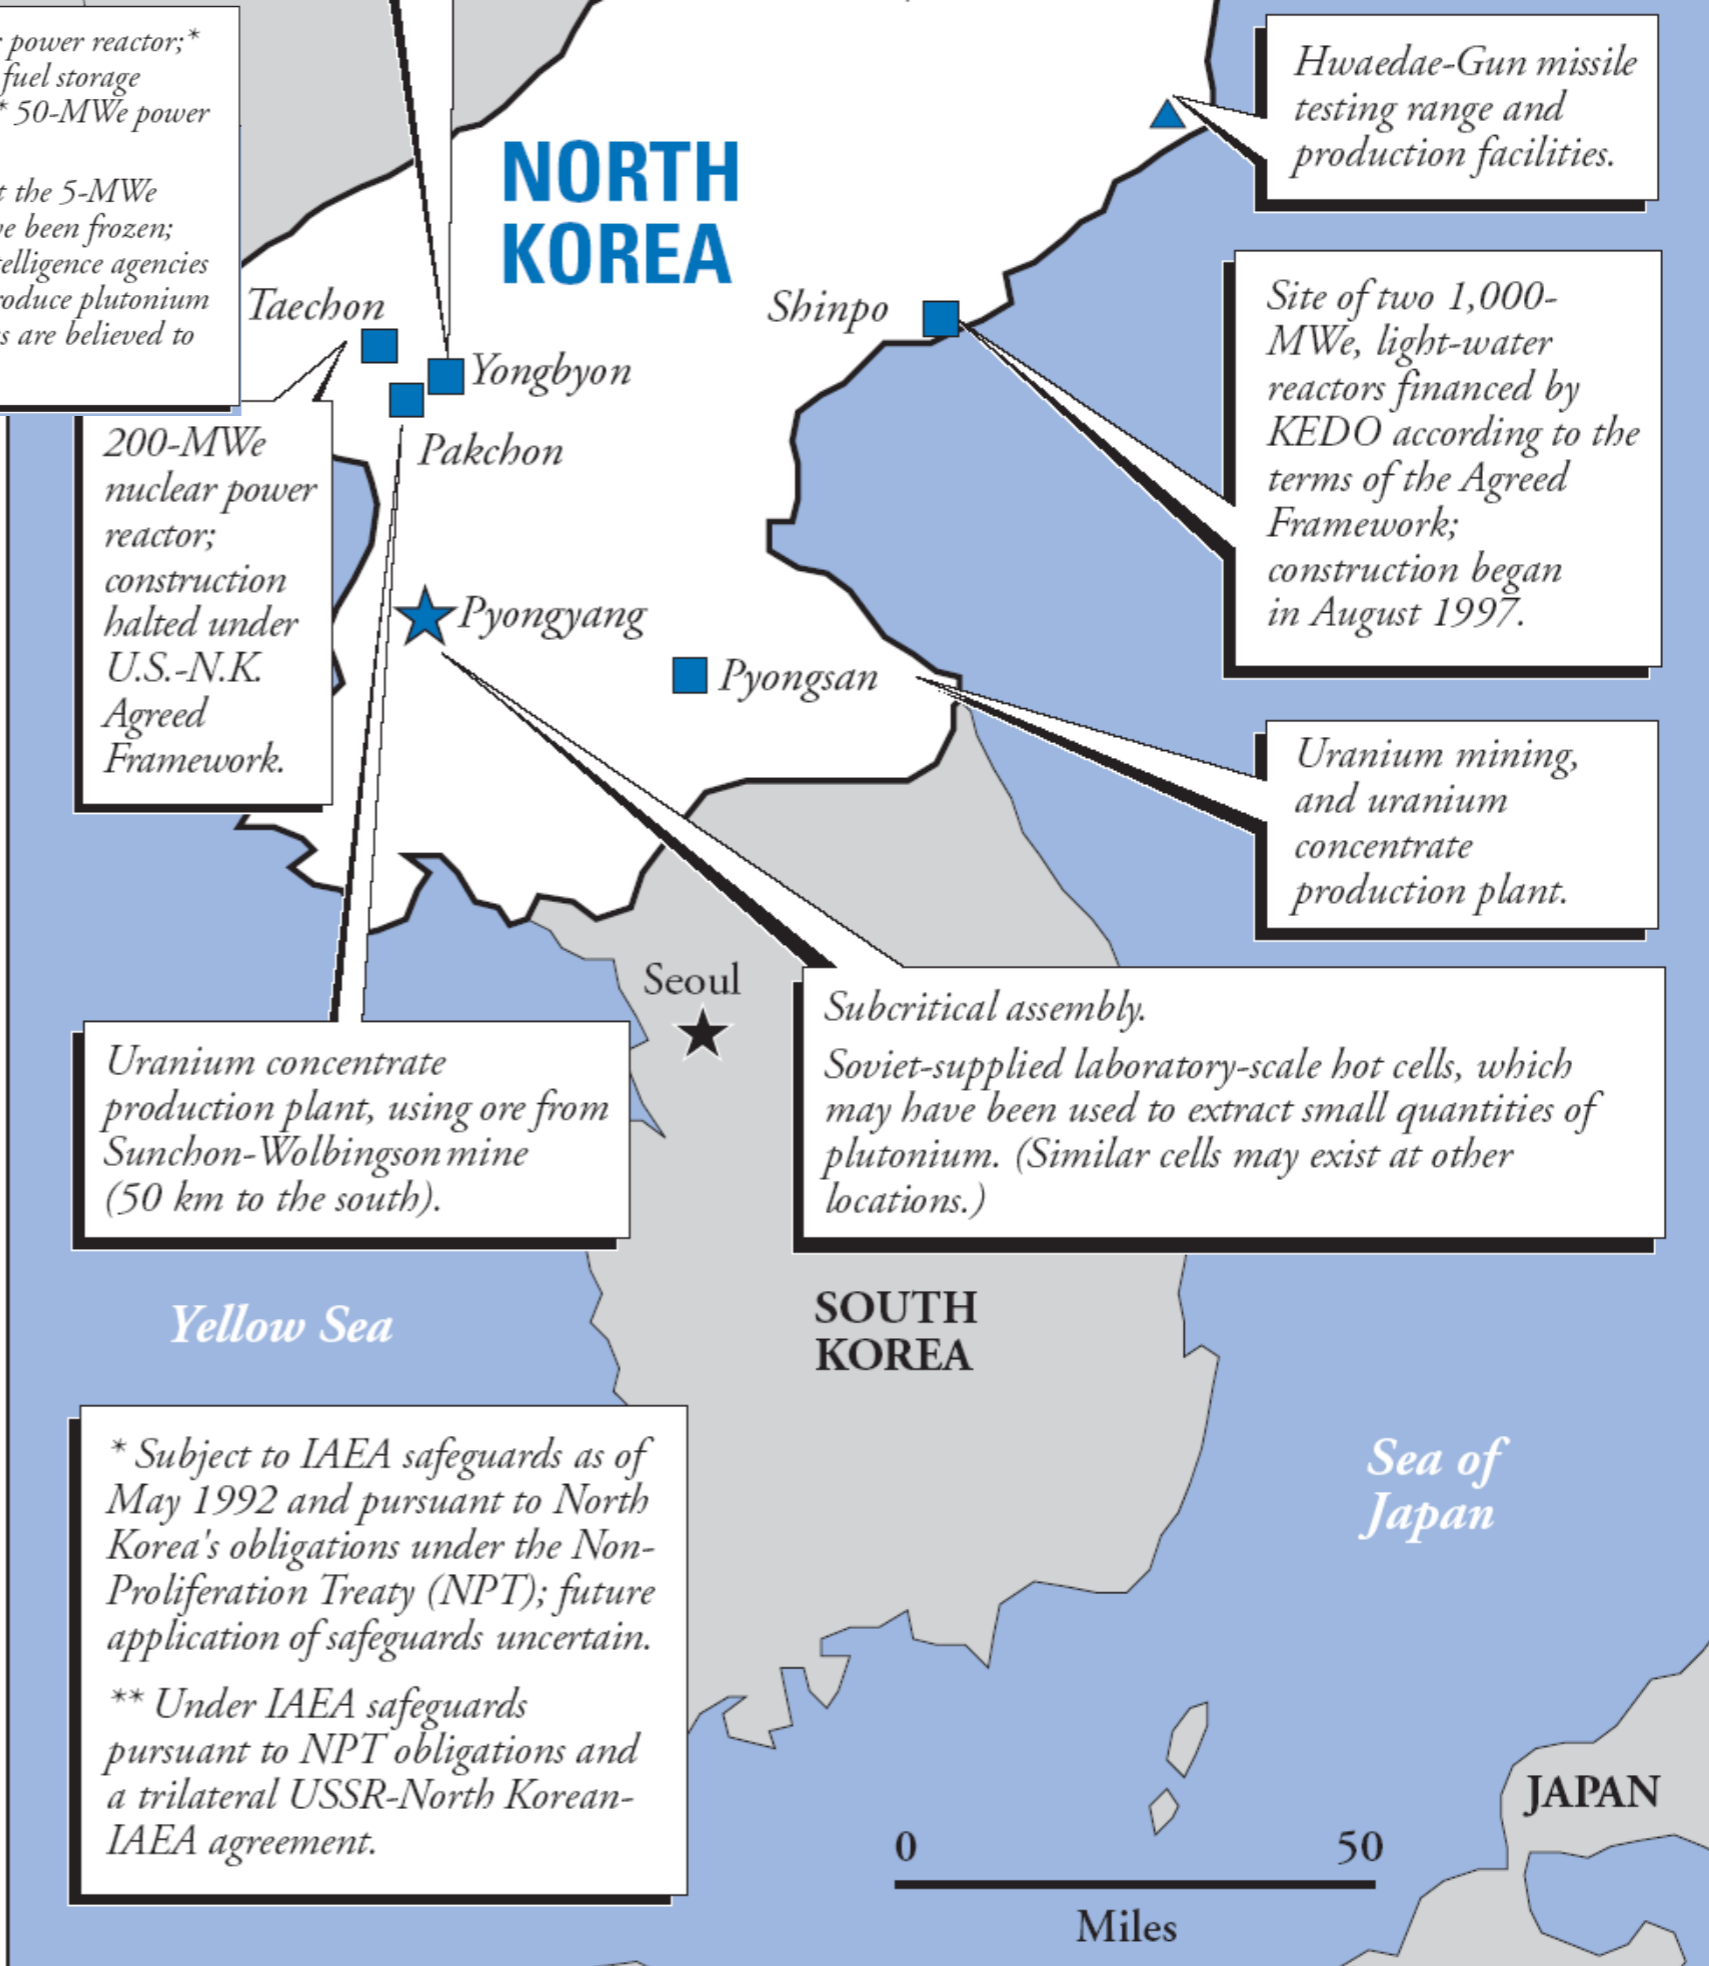 power reactor;*
fuel storage
* 50-MWe power
the 5-MWe
been frozen;
intelligence agencies
produce plutonium
are believed to
NORTH
KOREA
Hwaedae-Gun missile
testing range and
production facilities.
Taechon
Yongbyon
Pakchon
Shinpo
Site of two 1,000-
MWe, light-water
reactors financed by
KEDO according to the
terms of the Agreed
Framework;
construction began
in August 1997.
200-MWe
nuclear power
reactor;
construction
halted under
U.S.-N.K.
Agreed
Framework.
Pyongyang
Pyongsan
Uranium mining,
and uranium
concentrate
production plant.
Seoul
Uranium concentrate
production plant, using ore from
Sunchon-Wolbingson mine
(50 km to the south).
Subcritical assembly.
Soviet-supplied laboratory-scale hot cells, which
may have been used to extract small quantities of
plutonium. (Similar cells may exist at other
locations.)
Yellow Sea
SOUTH
KOREA
Sea of
Japan
* Subject to IAEA safeguards as of
May 1992 and pursuant to North
Korea's obligations under the Non-
Proliferation Treaty (NPT); future
application of safeguards uncertain.
** Under IAEA safeguards
pursuant to NPT obligations and
a trilateral USSR-North Korean-
IAEA agreement.
JAPAN
0 50
Miles